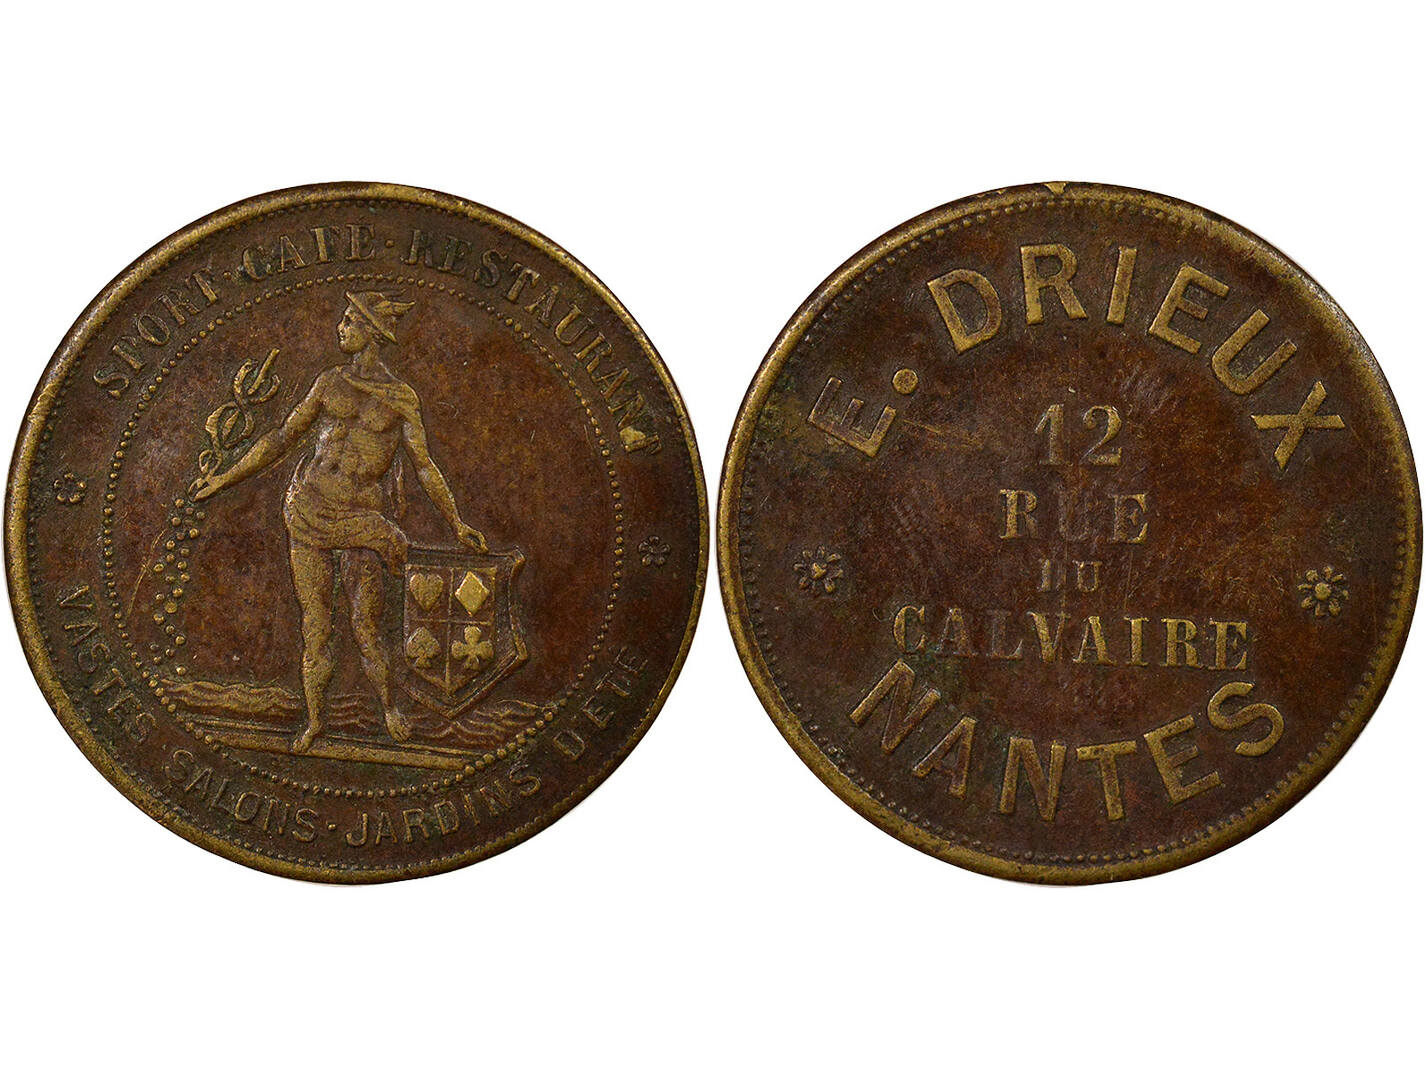 SPORT·CAFE·RESTAURANT
VASTES SALONS·JARDINS D'ETE
E. DRIEUX
12
RUE
DU
CALVAIRE
NANTES